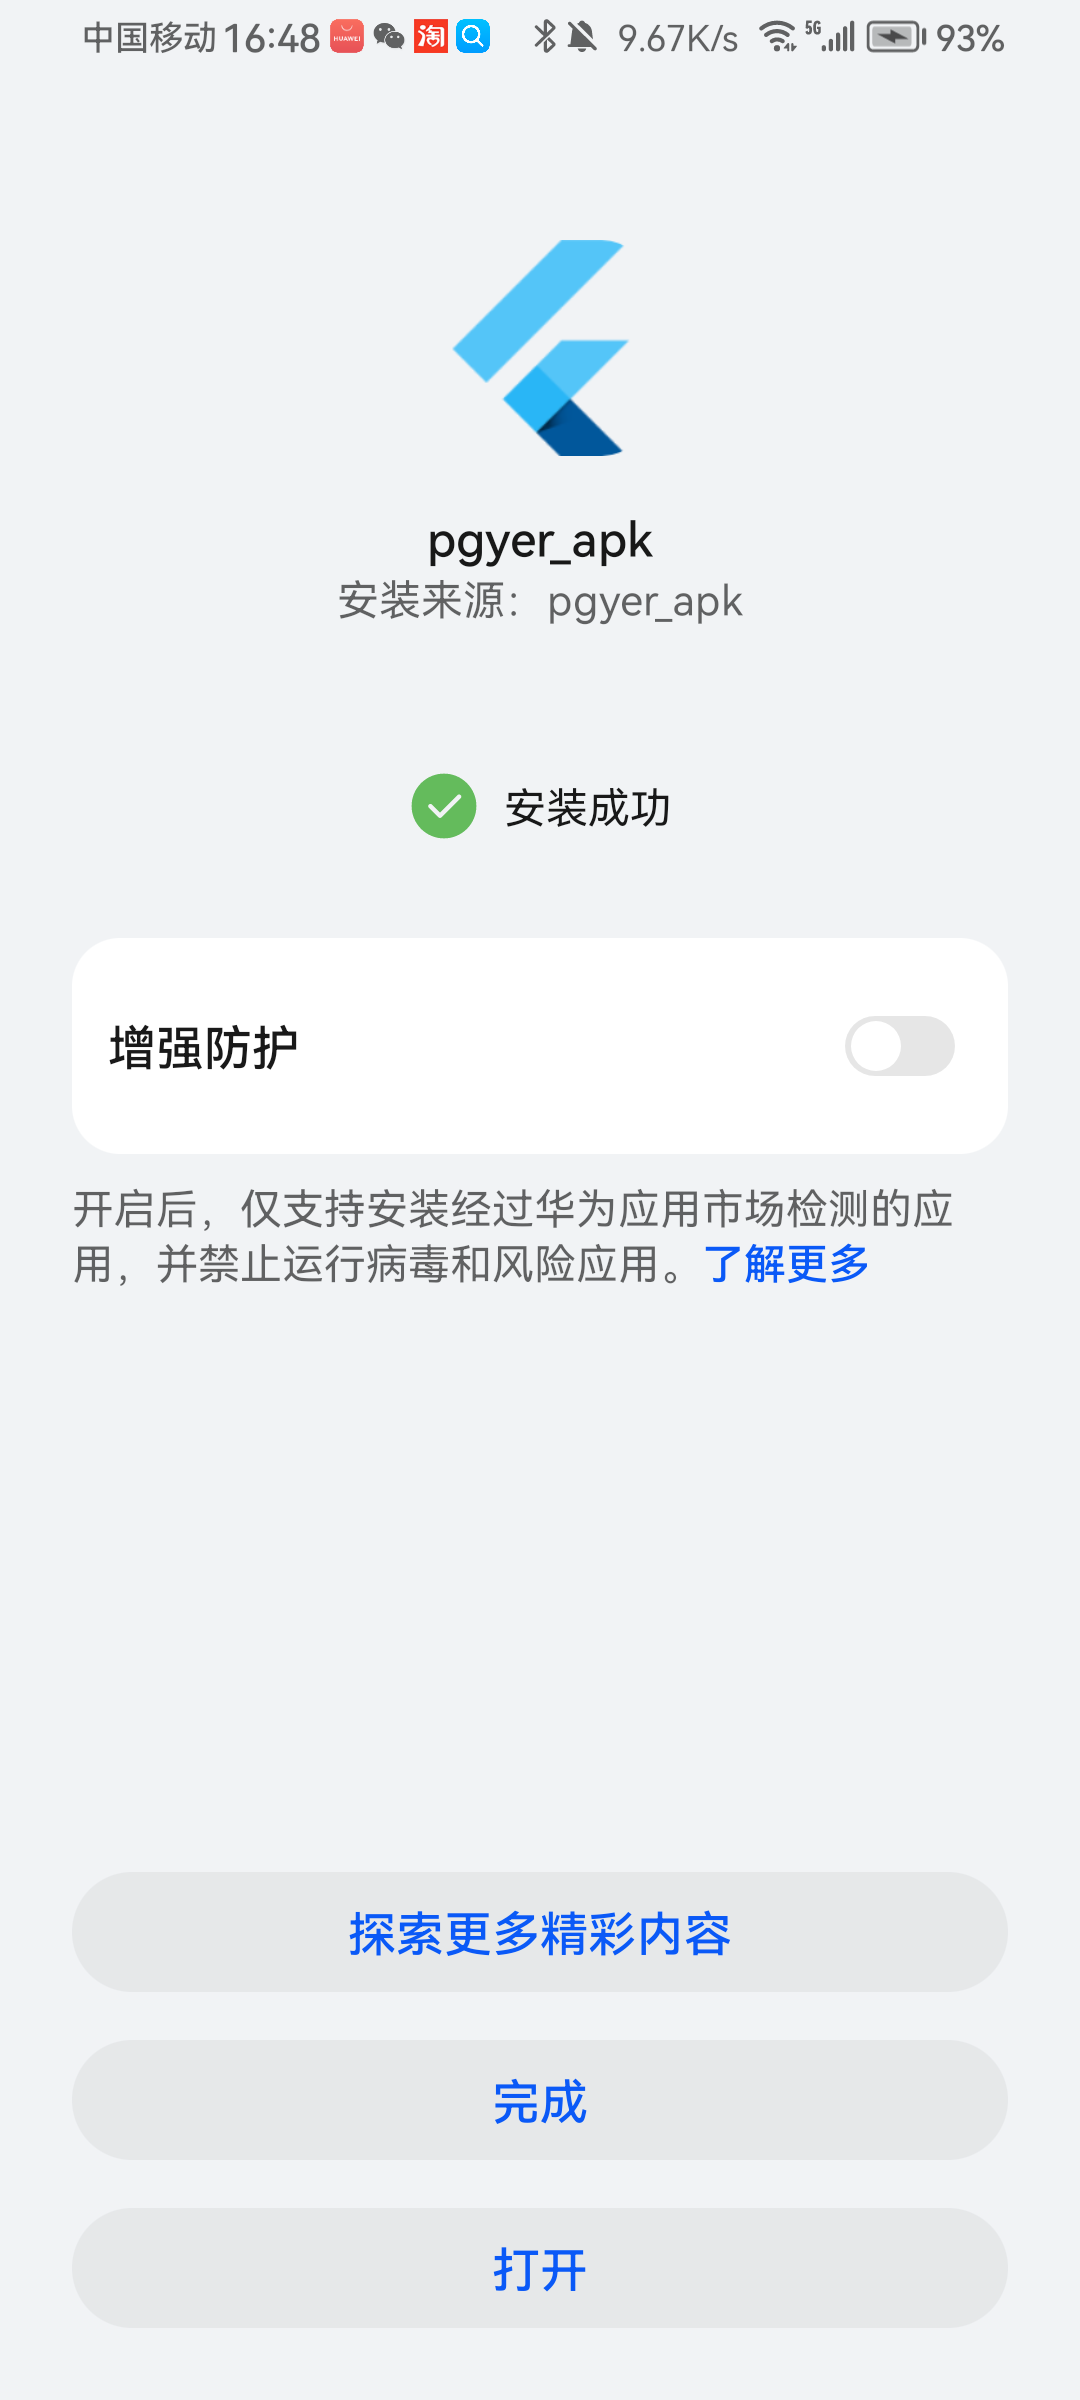 中国移动 16:48 HUAWEI 淘 9.67K/s 5G 93%
pgyer_apk
安装来源：pgyer_apk
安装成功
增强防护
开启后，仅支持安装经过华为应用市场检测的应
用，并禁止运行病毒和风险应用。了解更多
探索更多精彩内容
完成
打开